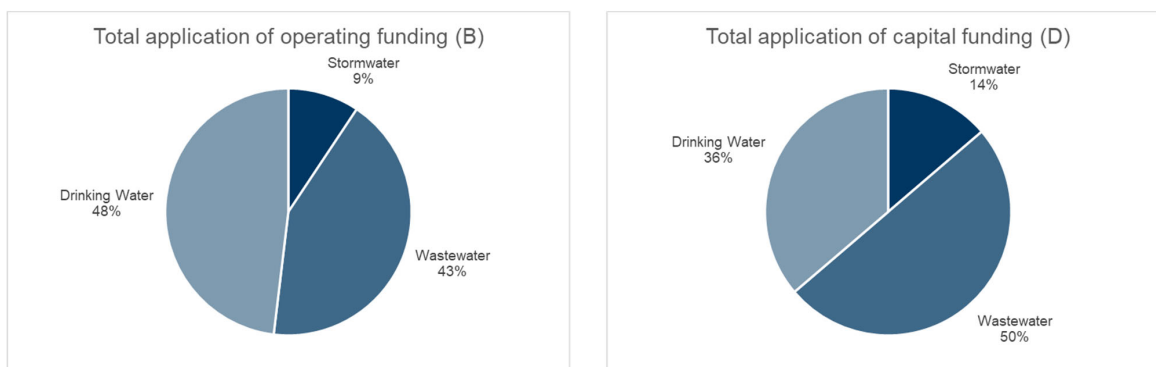 Total application of operating funding (B)
Stormwater
9%
Drinking Water
48%
Wastewater
43%
Total application of capital funding (D)
Stormwater
14%
Drinking Water
36%
Wastewater
50%